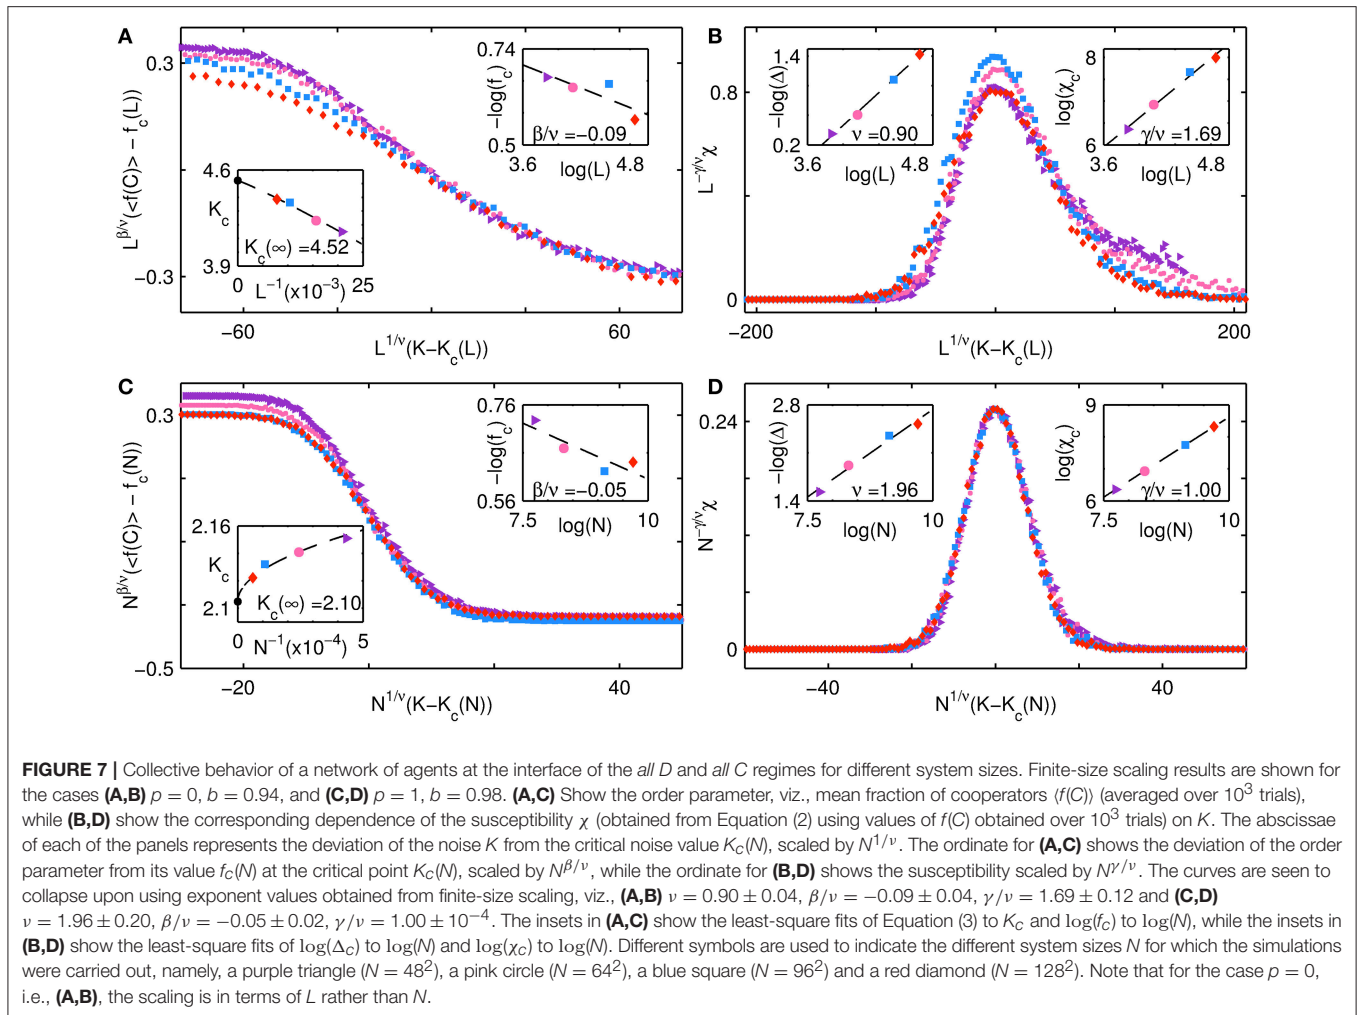 A
0.3
−0.3
−60
60
L^β/ν(<f(C)> − f_c(L))
L^1/ν(K−K_c(L))
0.74
0.5
−log(f_c)
β/ν =−0.09
3.6
4.8
log(L)
4.6
K_c
3.9
K_c(∞) =4.52
0
25
L^−1(x10^−3)
B
0.8
0
−200
200
L^−γ/ν χ
L^1/ν(K−K_c(L))
1.4
0.2
−log(Δ)
ν =0.90
3.6
4.8
log(L)
8
6
log(χ_c)
γ/ν =1.69
3.6
4.8
log(L)
C
0.3
−0.5
−20
40
N^β/ν(<f(C)> − f_c(N))
N^1/ν(K−K_c(N))
0.76
0.56
−log(f_c)
β/ν =−0.05
7.5
10
log(N)
2.16
K_c
2.1
K_c(∞) =2.10
0
5
N^−1(x10^−4)
D
0.24
0
−40
40
N^−γ/ν χ
N^1/ν(K−K_c(N))
2.8
1.4
−log(Δ)
ν =1.96
7.5
10
log(N)
9
6
log(χ_c)
γ/ν =1.00
7.5
10
log(N)
FIGURE 7 | Collective behavior of a network of agents at the interface of the all D and all C regimes for different system sizes. Finite-size scaling results are shown for
the cases (A,B) p = 0, b = 0.94, and (C,D) p = 1, b = 0.98. (A,C) Show the order parameter, viz., mean fraction of cooperators ⟨f(C)⟩ (averaged over 10^3 trials),
while (B,D) show the corresponding dependence of the susceptibility χ (obtained from Equation (2) using values of f(C) obtained over 10^3 trials) on K. The abscissae
of each of the panels represents the deviation of the noise K from the critical noise value K_c(N), scaled by N^1/ν. The ordinate for (A,C) shows the deviation of the order
parameter from its value f_c(N) at the critical point K_c(N), scaled by N^β/ν, while the ordinate for (B,D) shows the susceptibility scaled by N^γ/ν. The curves are seen to
collapse upon using exponent values obtained from finite-size scaling, viz., (A,B) ν = 0.90 ± 0.04, β/ν = −0.09 ± 0.04, γ/ν = 1.69 ± 0.12 and (C,D)
ν = 1.96 ± 0.20, β/ν = −0.05 ± 0.02, γ/ν = 1.00 ± 10^−4. The insets in (A,C) show the least-square fits of Equation (3) to K_C and log(f_C) to log(N), while the insets in
(B,D) show the least-square fits of log(Δ_C) to log(N) and log(χ_C) to log(N). Different symbols are used to indicate the different system sizes N for which the simulations
were carried out, namely, a purple triangle (N = 48^2), a pink circle (N = 64^2), a blue square (N = 96^2) and a red diamond (N = 128^2). Note that for the case p = 0,
i.e., (A,B), the scaling is in terms of L rather than N.